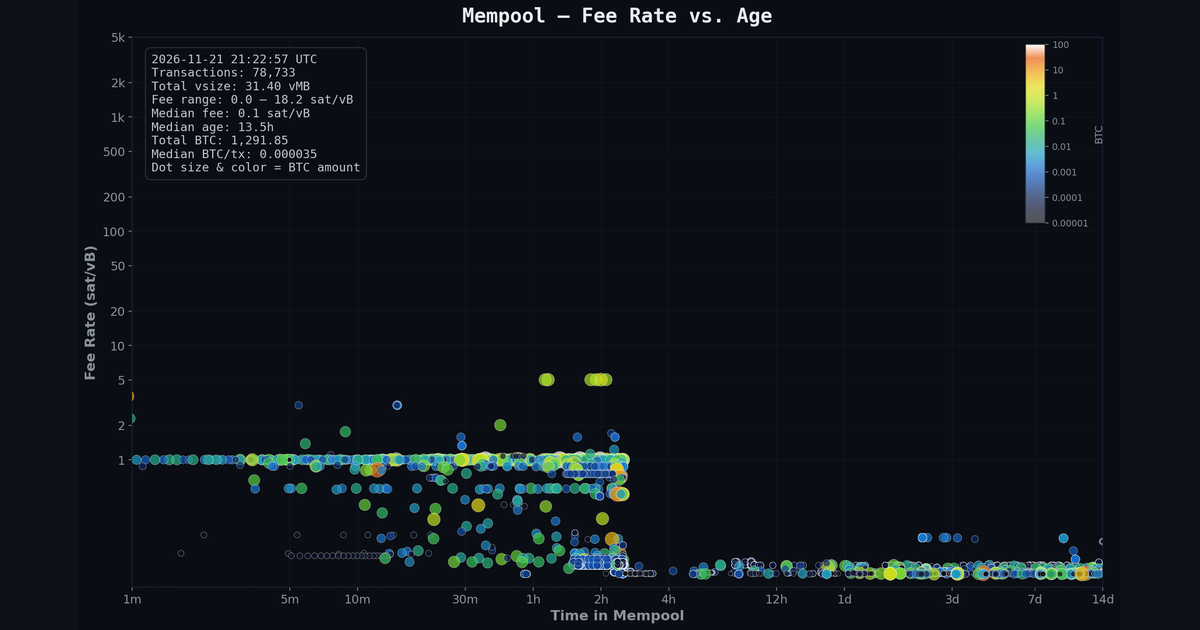 Mempool — Fee Rate vs. Age
2026-11-21 21:22:57 UTC
Transactions: 78,733
Total vsize: 31.40 vMB
Fee range: 0.0 – 18.2 sat/vB
Median fee: 0.1 sat/vB
Median age: 13.5h
Total BTC: 1,291.85
Median BTC/tx: 0.000035
Dot size & color = BTC amount
100
10
1
0.1
0.01
0.001
0.0001
0.00001
BTC
Fee Rate (sat/vB)
5k
2k
1k
500
200
100
50
20
10
5
2
1
1m
5m
10m
30m
1h
2h
4h
12h
1d
3d
7d
14d
Time in Mempool